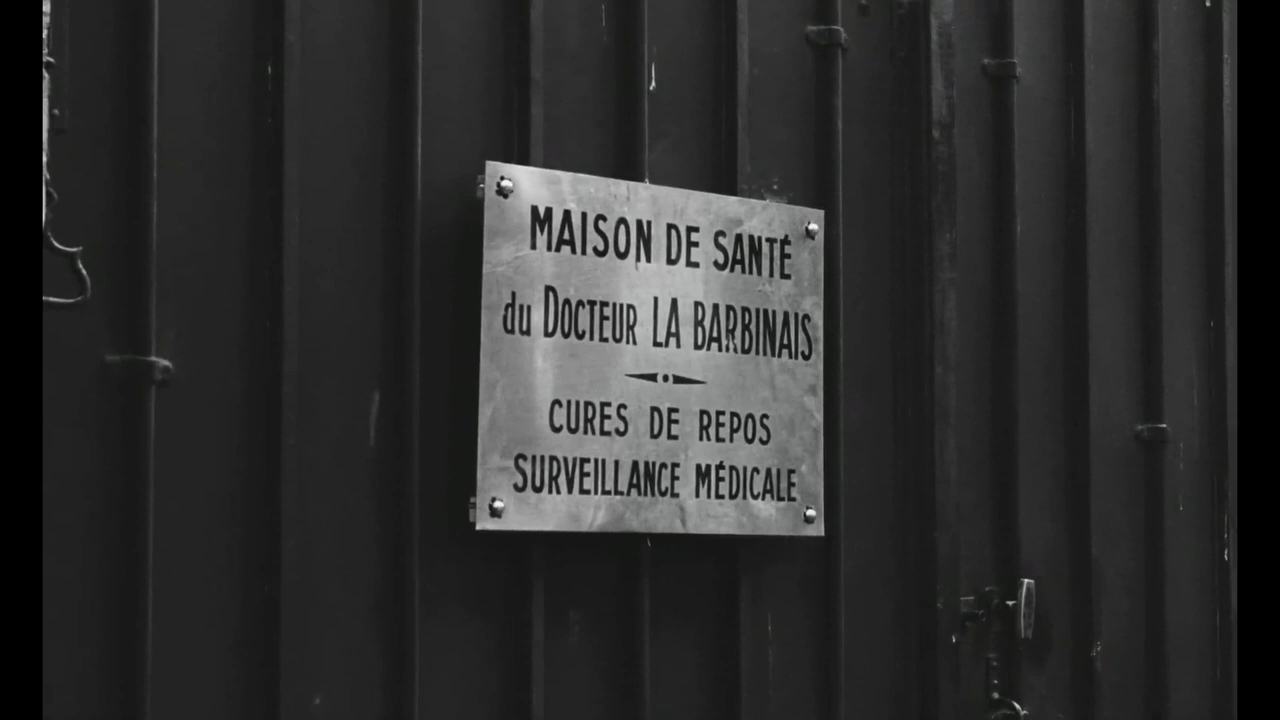 MAISON DE SANTÉ
du DOCTEUR LA BARBINAIS
CURES DE REPOS
SURVEILLANCE MÉDICALE